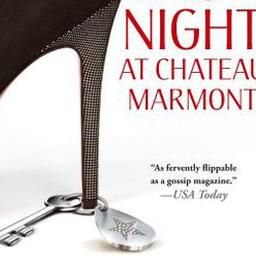 NIGHT
AT CHATEAU
MARMONT
“As fervently flippable
as a gossip magazine.”
—USA Today